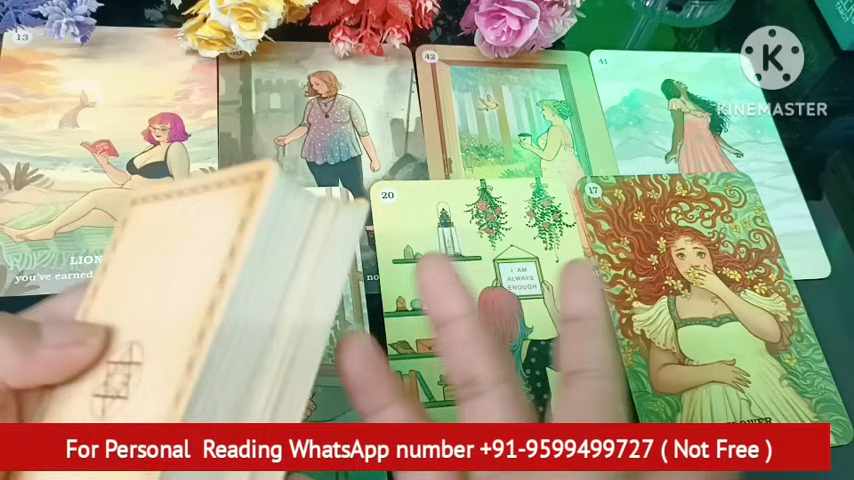 13
42
41
K
KINEMASTER
20
17
I AM
ALWAYS
ENOUGH
LION
you've earned
no
For Personal Reading WhatsApp number +91-9599499727 ( Not Free )